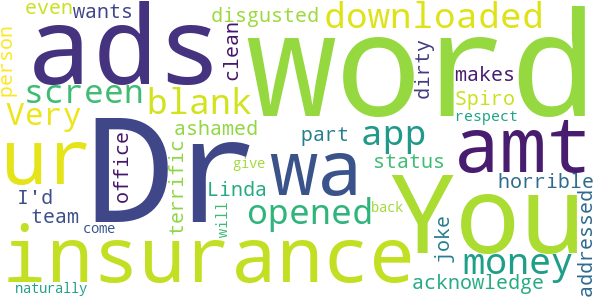 even wants disgusted downloaded
person ads clean word dirty
screen blank makes
Very Dr ashamed app Spiro amt
respect
ur office terrific wa part status You horrible
I'd give Linda
team will opened joke money addressed
come insurance back acknowledge
naturally